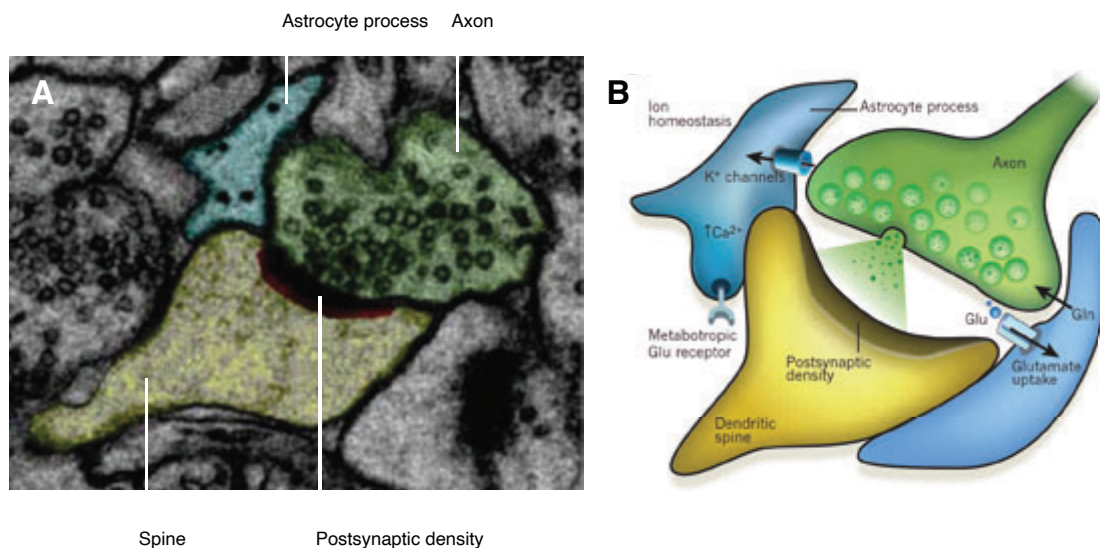 Astrocyte process Axon
A
Spine Postsynaptic density
B
Ion
homeostasis
Astrocyte process
K⁺ channels
Axon
↑Ca²⁺
Metabotropic
Glu receptor
Postsynaptic
density
Dendritic
spine
Glu
Gln
Glutamate
uptake